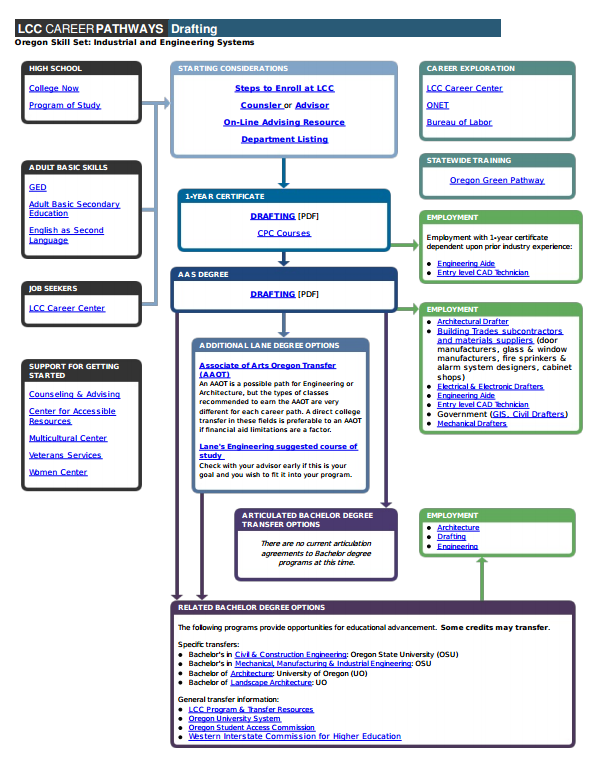 LCC CAREER PATHWAYS Drafting
Oregon Skill Set: Industrial and Engineering Systems
HIGH SCHOOL
College Now
Program of Study
ADULT BASIC SKILLS
GED
Adult Basic Secondary
Education
English as Second
Language
JOB SEEKERS
LCC Career Center
SUPPORT FOR GETTING
STARTED
Counseling & Advising
Center for Accessible
Resources
Multicultural Center
Veterans Services
Women Center
STARTING CONSIDERATIONS
Steps to Enroll at LCC
Counsler or Advisor
On-Line Advising Resource
Department Listing
1-YEAR CERTIFICATE
DRAFTING [PDF]
CPC Courses
AAS DEGREE
DRAFTING [PDF]
ADDITIONAL LANE DEGREE OPTIONS
Associate of Arts Oregon Transfer
(AAOT)
An AAOT is a possible path for Engineering or
Architecture, but the types of classes
recommended to earn the AAOT are very
different for each career path. A direct college
transfer in these fields is preferable to an AAOT
if financial aid limitations are a factor.
Lane's Engineering suggested course of
study
Check with your advisor early if this is your
goal and you wish to fit it into your program.
ARTICULATED BACHELOR DEGREE
TRANSFER OPTIONS
There are no current articulation
agreements to Bachelor degree
programs at this time.
CAREER EXPLORATION
LCC Career Center
ONET
Bureau of Labor
STATEWIDE TRAINING
Oregon Green Pathway
EMPLOYMENT
Employment with 1-year certificate
dependent upon prior industry experience:
● Engineering Aide
● Entry level CAD Technician
EMPLOYMENT
● Architectural Drafter
● Building Trades subcontractors
and materials suppliers (door
manufacturers, glass & window
manufacturers, fire sprinkers &
alarm system designers, cabinet
shops)
● Electrical & Electronic Drafters
● Engineering Aide
● Entry level CAD Technician
● Government (GIS, Civil Drafters)
● Mechanical Drafters
EMPLOYMENT
● Architecture
● Drafting
● Engineering
RELATED BACHELOR DEGREE OPTIONS
The following programs provide opportunities for educational advancement. Some credits may transfer.
Specific transfers:
● Bachelor's in Civil & Construction Engineering: Oregon State University (OSU)
● Bachelor's in Mechanical, Manufacturing & Industrial Engineering: OSU
● Bachelor of Architecture: University of Oregon (UO)
● Bachelor of Landscape Architecture: UO
General transfer information:
● LCC Program & Transfer Resources
● Oregon University System
● Oregon Student Access Commission
● Western Interstate Commission for Higher Education